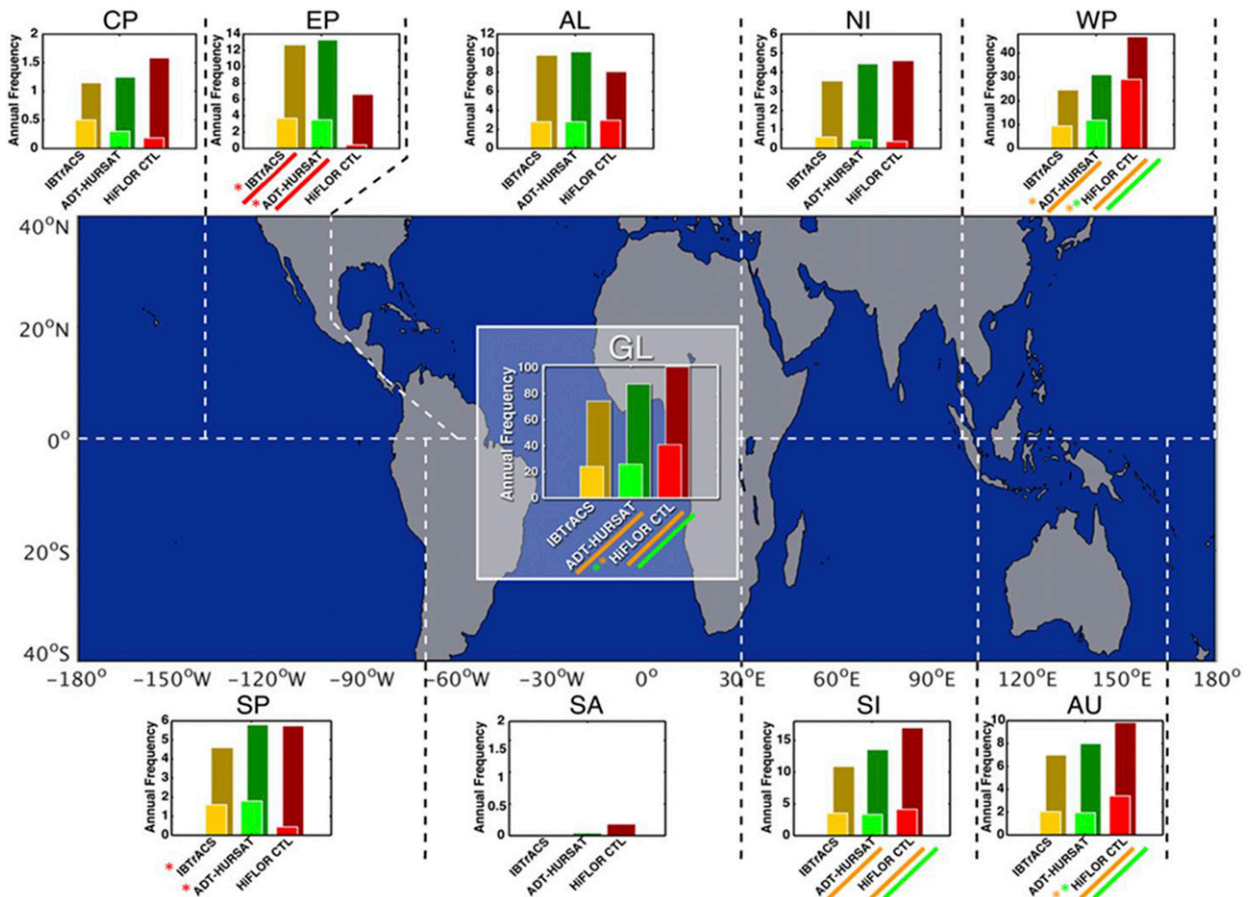 CP EP AL NI WP
Annual Frequency
2
1.5
1
0.5
0
IBTrACS
ADT-HURSAT
HiFLOR CTL
Annual Frequency
14
12
10
8
6
4
2
0
* IBTrACS
* ADT-HURSAT
HiFLOR CTL
Annual Frequency
12
10
8
6
4
2
0
IBTrACS
ADT-HURSAT
HiFLOR CTL
Annual Frequency
6
5
4
3
2
1
0
IBTrACS
ADT-HURSAT
HiFLOR CTL
Annual Frequency
40
30
20
10
0
IBTrACS
* ADT-HURSAT
** HiFLOR CTL
40°N
20°N
0°
20°S
40°S
GL
Annual Frequency
100
80
60
40
20
0
IBTrACS
ADT-HURSAT
** HiFLOR CTL
-180° -150°W -120°W -90°W -60°W -30°W 0° 30°E 60°E 90°E 120°E 150°E 180°
SP SA SI AU
Annual Frequency
6
5
4
3
2
1
0
* IBTrACS
* ADT-HURSAT
HiFLOR CTL
Annual Frequency
2
1.5
1
0.5
0
IBTrACS
ADT-HURSAT
HiFLOR CTL
Annual Frequency
15
10
5
0
IBTrACS
ADT-HURSAT
HiFLOR CTL
Annual Frequency
10
8
6
4
2
0
IBTrACS
ADT-HURSAT
** HiFLOR CTL